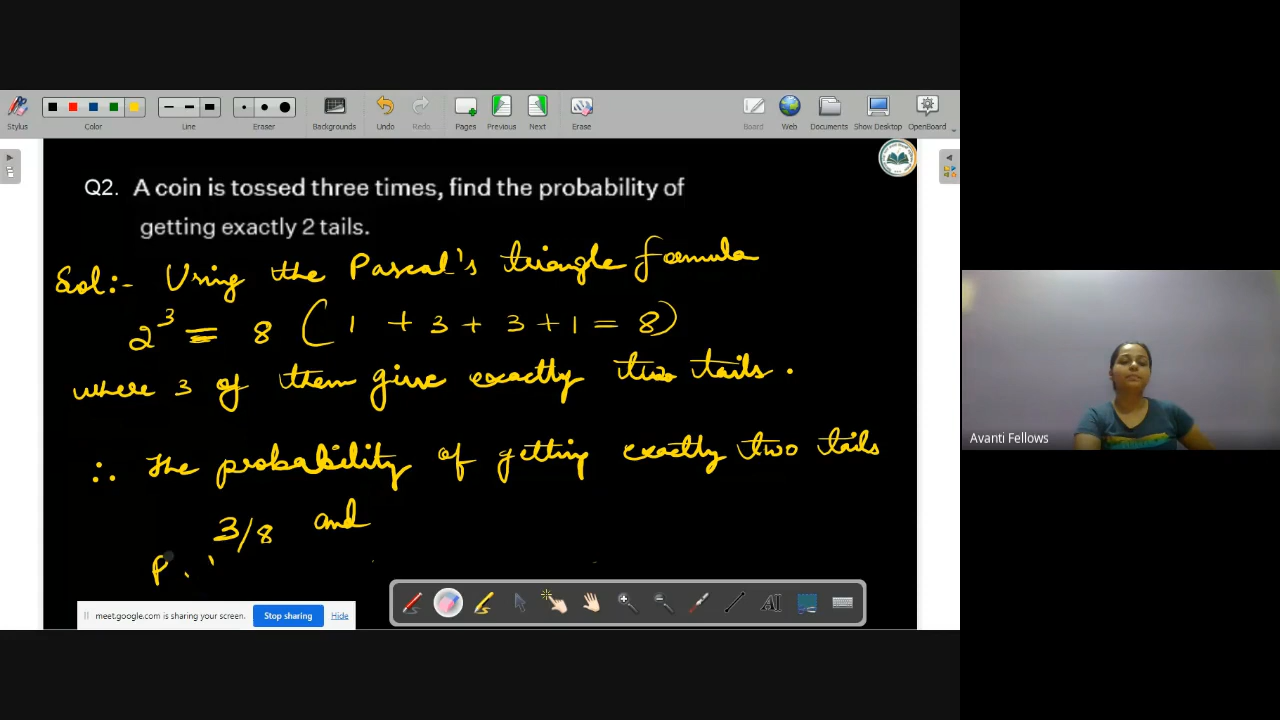 Stylus Color Line Eraser Backgrounds Undo Redo Pages Previous Next Erase Board Web Documents Show Desktop OpenBoard
Q2. A coin is tossed three times, find the probability of
getting exactly 2 tails.
Sol:- Using the Pascal's triangle formula
2³ = 8 ( 1 + 3 + 3 + 1 = 8)
where 3 of them give exactly two tails.
∴ the probability of getting exactly two tails
3/8 and
P.
meet.google.com is sharing your screen. Stop sharing Hide
Avanti Fellows